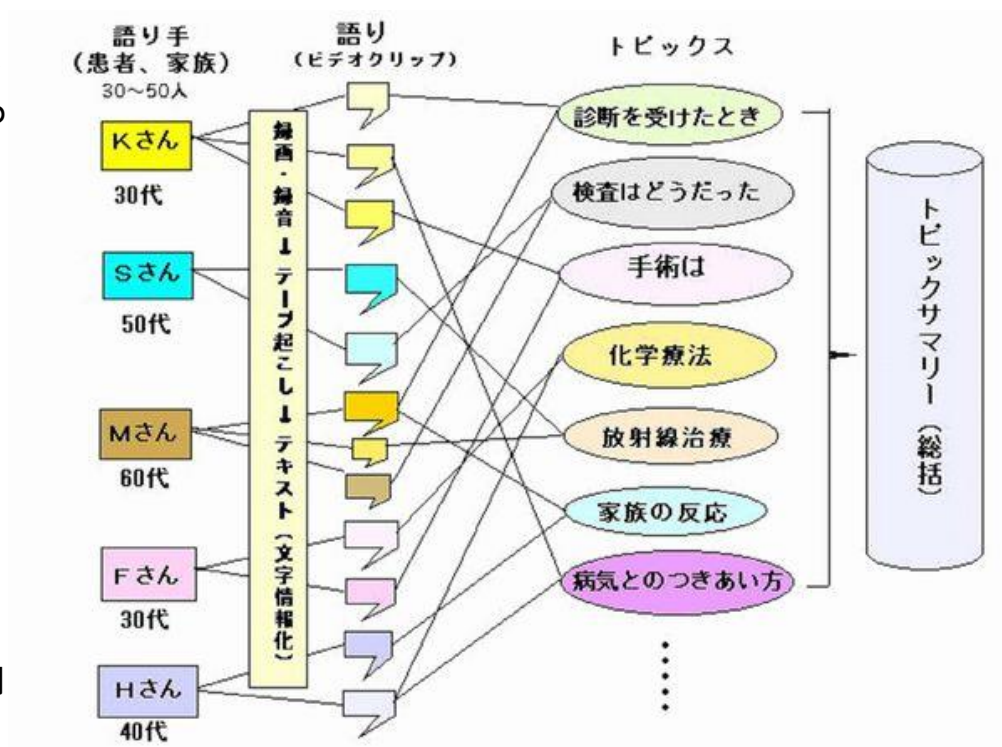 語り手
(患者、家族)
30～50人
語り
(ビデオクリップ)
トピックス
Kさん
30代
Sさん
50代
Mさん
60代
Fさん
30代
Hさん
40代
録画・録音→テープ起こし→テキスト(文字情報化)
診断を受けたとき
検査はどうだった
手術は
化学療法
放射線治療
家族の反応
病気とのつきあい方
トピックサマリー(総括)